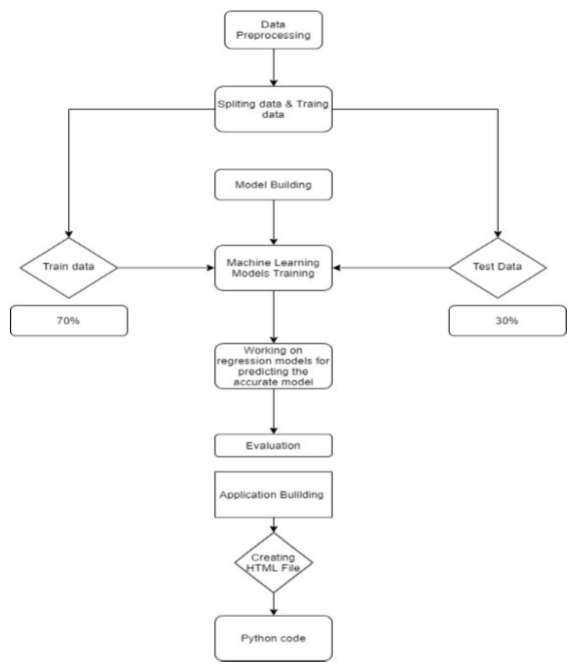 Data
Preprocessing
Spliting data & Traing
data
Model Building
Train data
Machine Learning
Models Training
Test Data
70%
30%
Working on
regression models for
predicting the
accurate model
Evaluation
Application Bulilding
Creating
HTML File
Python code